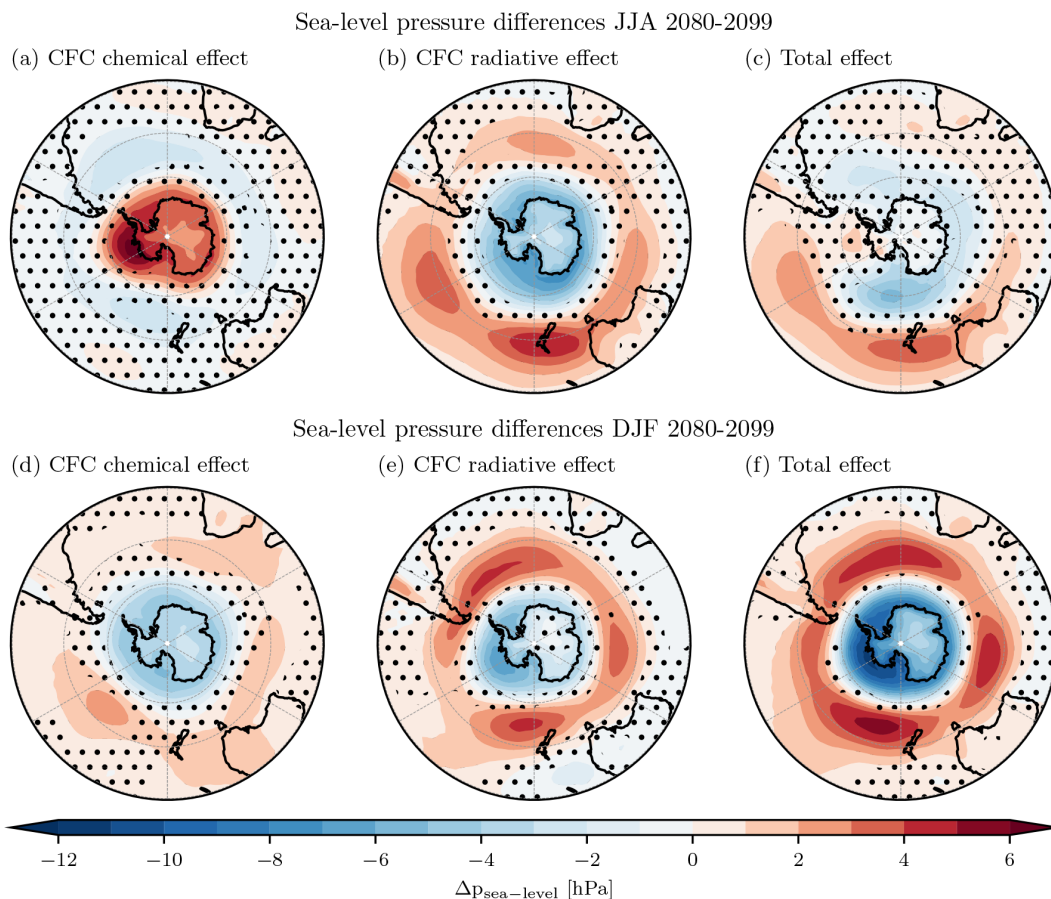 Sea-level pressure differences JJA 2080-2099
(a) CFC chemical effect
(b) CFC radiative effect
(c) Total effect
Sea-level pressure differences DJF 2080-2099
(d) CFC chemical effect
(e) CFC radiative effect
(f) Total effect
−12 −10 −8 −6 −4 −2 0 2 4 6
Δp_sea−level [hPa]